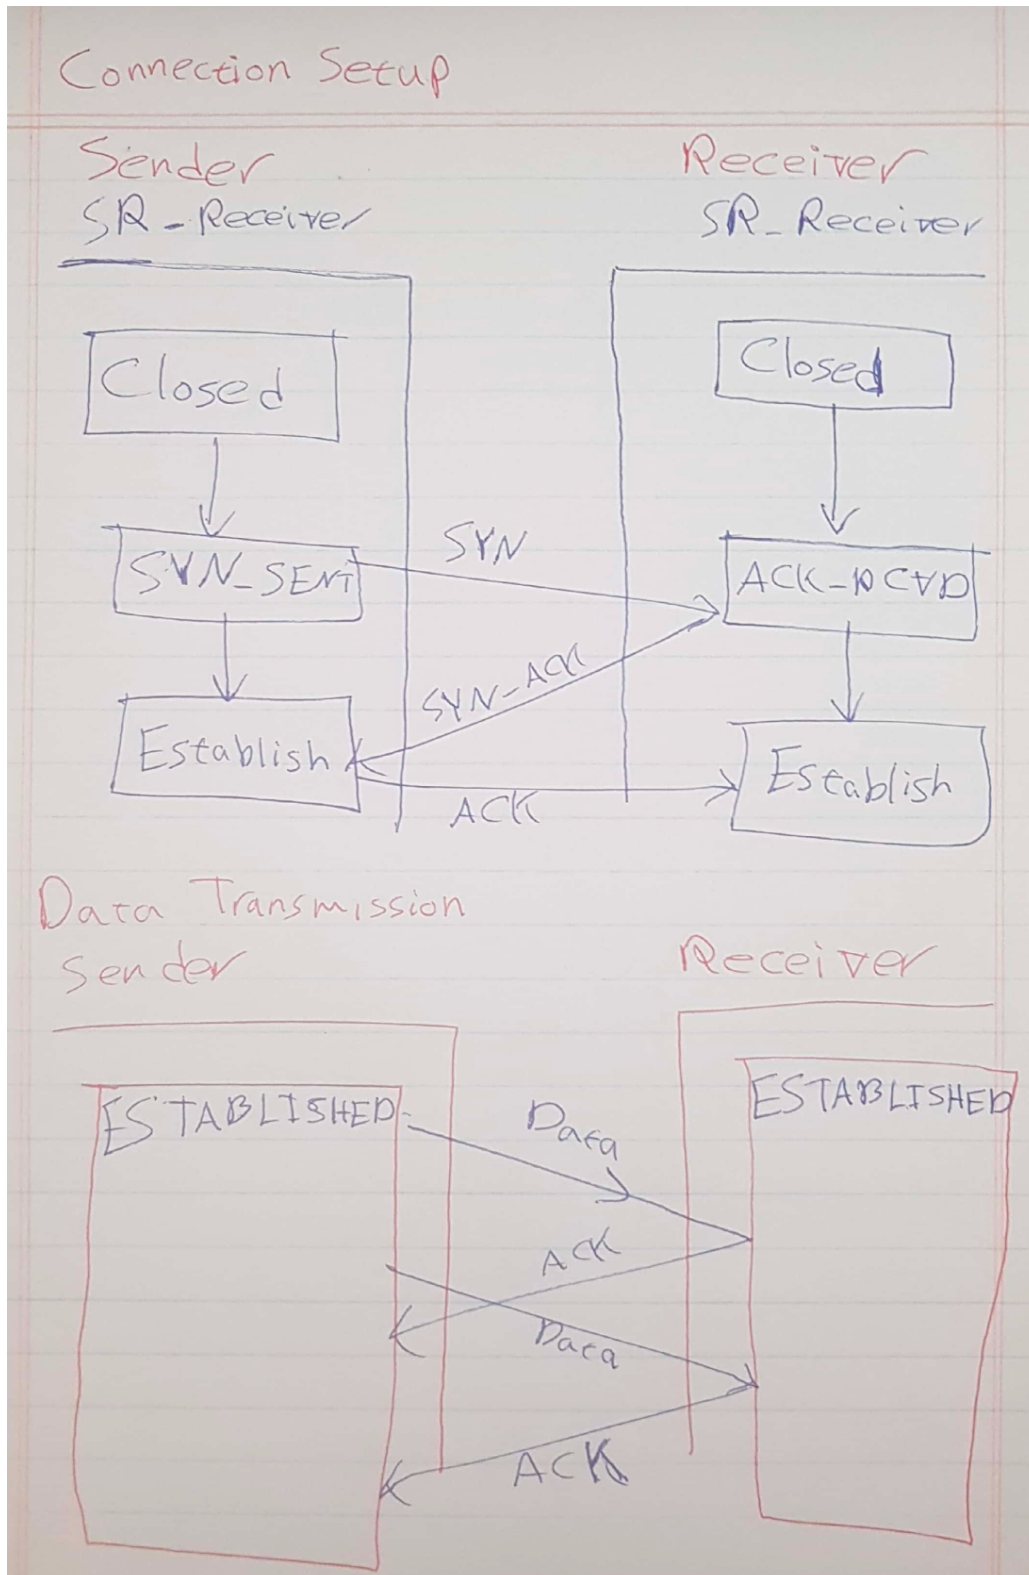 Connection Setup
Sender Receiver
SR_Receiver SR_Receiver
Closed Closed
SYN
SYN_SENT ACK_RCVD
SYN-ACK
Establish Establish
ACK
Data Transmission
Sender Receiver
ESTABLISHED ESTABLISHED
Data
ACK
Data
ACK